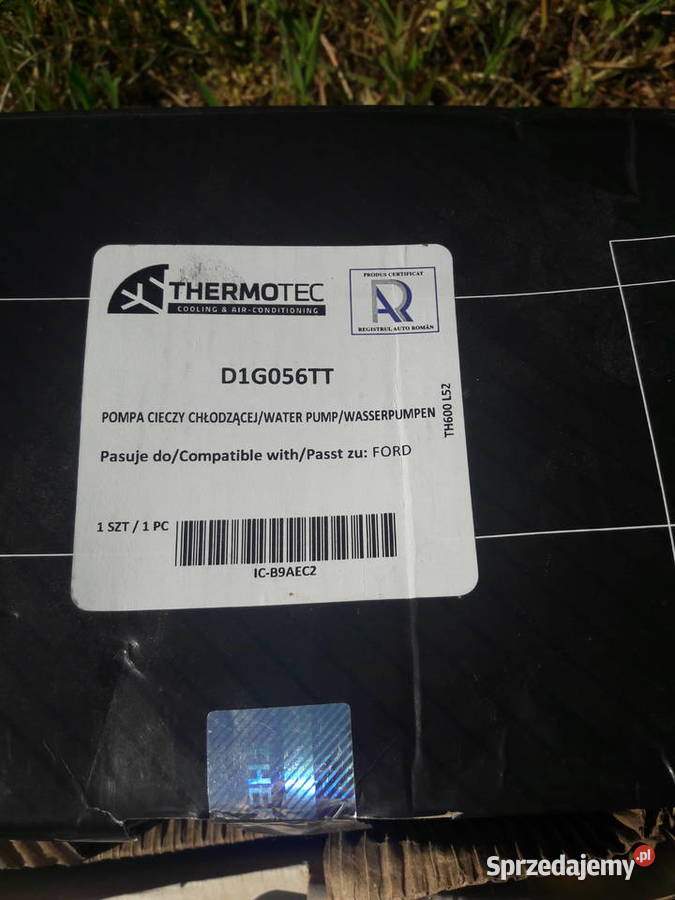 THERMOTEC
COOLING & AIR-CONDITIONING
PRODUS CERTIFICAT
AR
REGISTRUL AUTO ROMÂN
D1G056TT
POMPA CIECZY CHŁODZĄCEJ/WATER PUMP/WASSERPUMPEN
TH600 L52
Pasuje do/Compatible with/Passt zu: FORD
1 SZT / 1 PC
IC-B9AEC2
HE
Sprzedajemy.pl